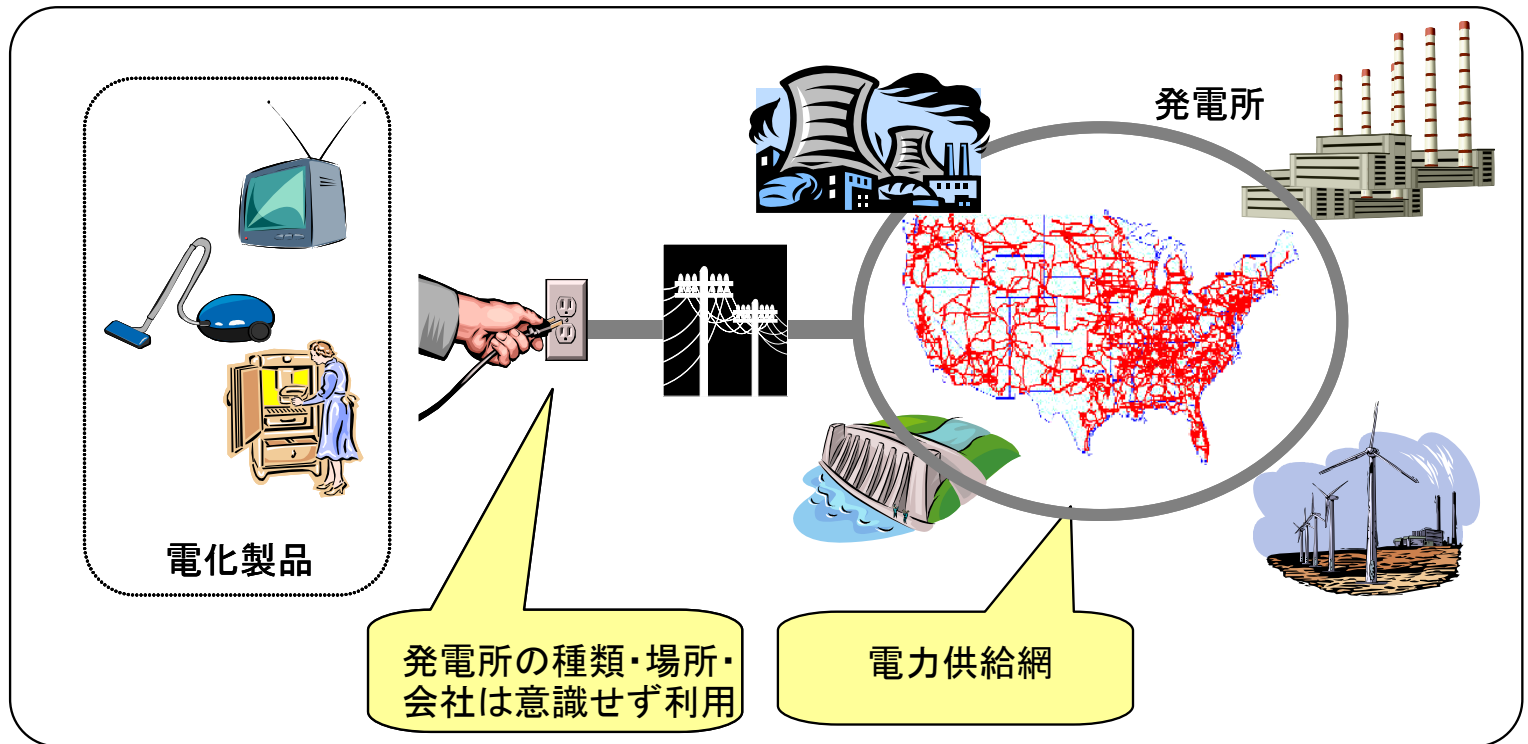 発電所
電化製品
発電所の種類・場所・
会社は意識せず利用
電力供給網